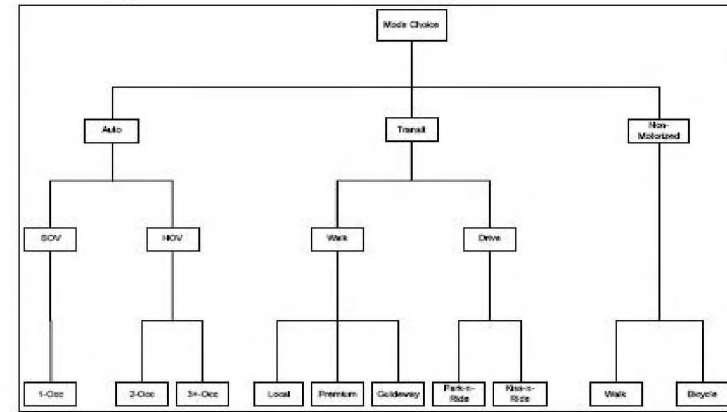 Mode Choice
Auto
Transit
Non-
Motorized
SOV
HOV
Walk
Drive
1-Occ
2-Occ
3+-Occ
Local
Premium
Guideway
Park-n-
Ride
Kiss-n-
Ride
Walk
Bicycle